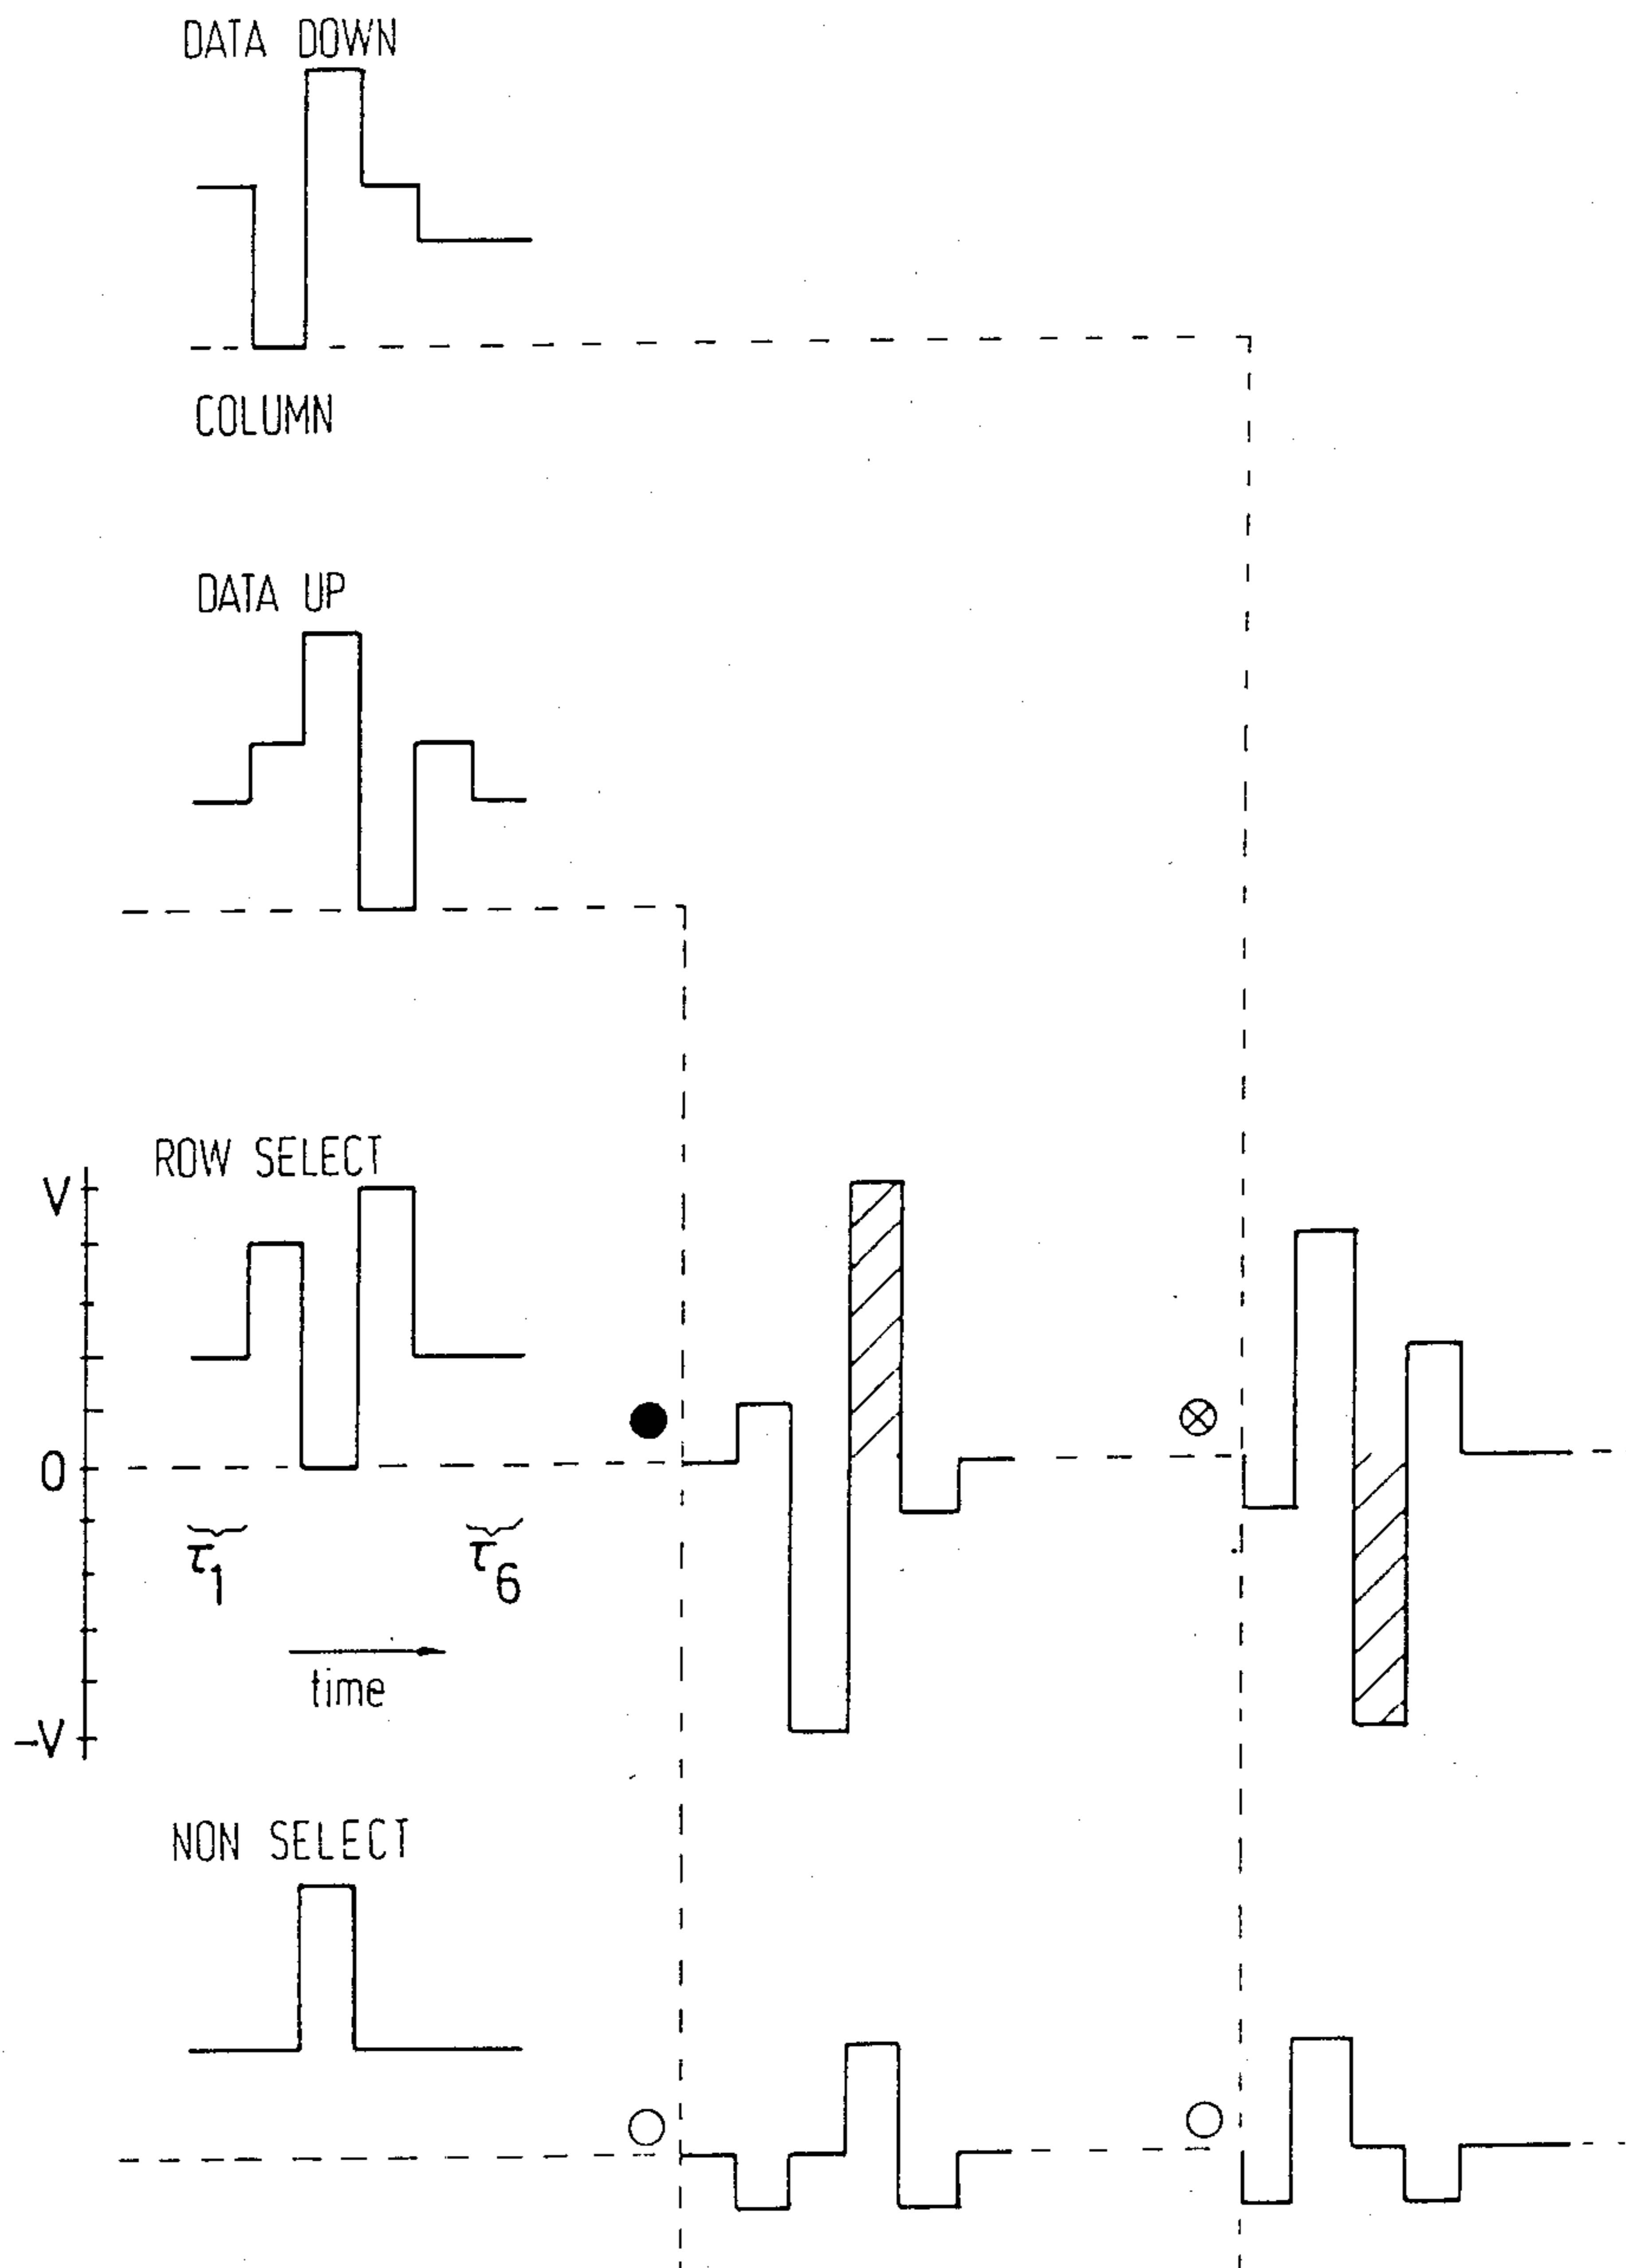 DATA DOWN
COLUMN
DATA UP
ROW SELECT
V
0
τ1
τ6
time
-V
NON SELECT